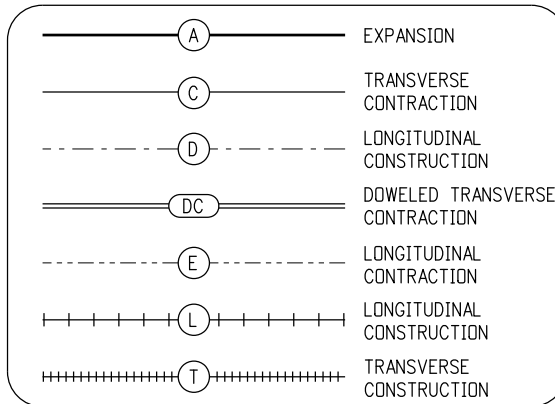 A EXPANSION
C TRANSVERSE
CONTRACTION
D LONGITUDINAL
CONSTRUCTION
DC DOWELED TRANSVERSE
CONTRACTION
E LONGITUDINAL
CONTRACTION
L LONGITUDINAL
CONSTRUCTION
T TRANSVERSE
CONSTRUCTION